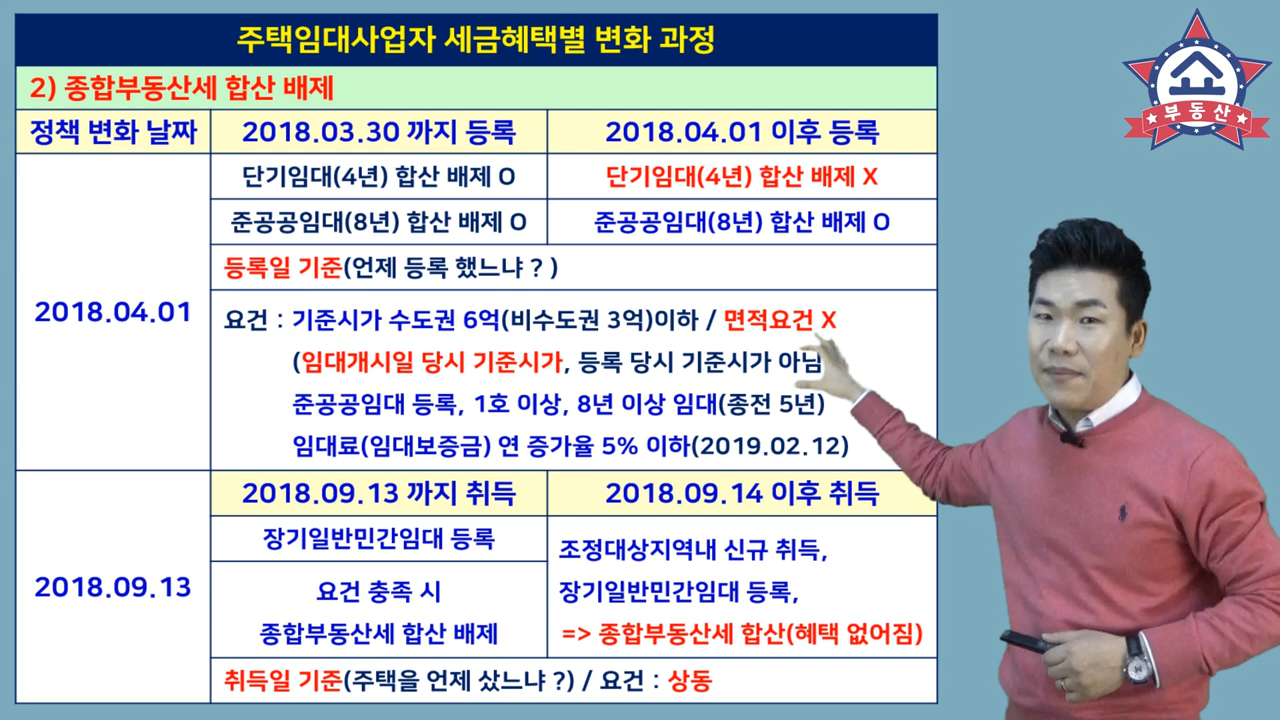 주택임대사업자 세금혜택별 변화 과정
2) 종합부동산세 합산 배제
정책 변화 날짜
2018.03.30 까지 등록
2018.04.01 이후 등록
2018.04.01
단기임대(4년) 합산 배제 O
단기임대(4년) 합산 배제 X
준공공임대(8년) 합산 배제 O
준공공임대(8년) 합산 배제 O
등록일 기준(언제 등록 했느냐 ? )
요건 : 기준시가 수도권 6억(비수도권 3억)이하 / 면적요건 X
(임대개시일 당시 기준시가, 등록 당시 기준시가 아님
준공공임대 등록, 1호 이상, 8년 이상 임대(종전 5년)
임대료(임대보증금) 연 증가율 5% 이하(2019.02.12)
2018.09.13
2018.09.13 까지 취득
2018.09.14 이후 취득
장기일반민간임대 등록
요건 충족 시
종합부동산세 합산 배제
조정대상지역내 신규 취득,
장기일반민간임대 등록,
=> 종합부동산세 합산(혜택 없어짐)
취득일 기준(주택을 언제 샀느냐 ?) / 요건 : 상동
부동산